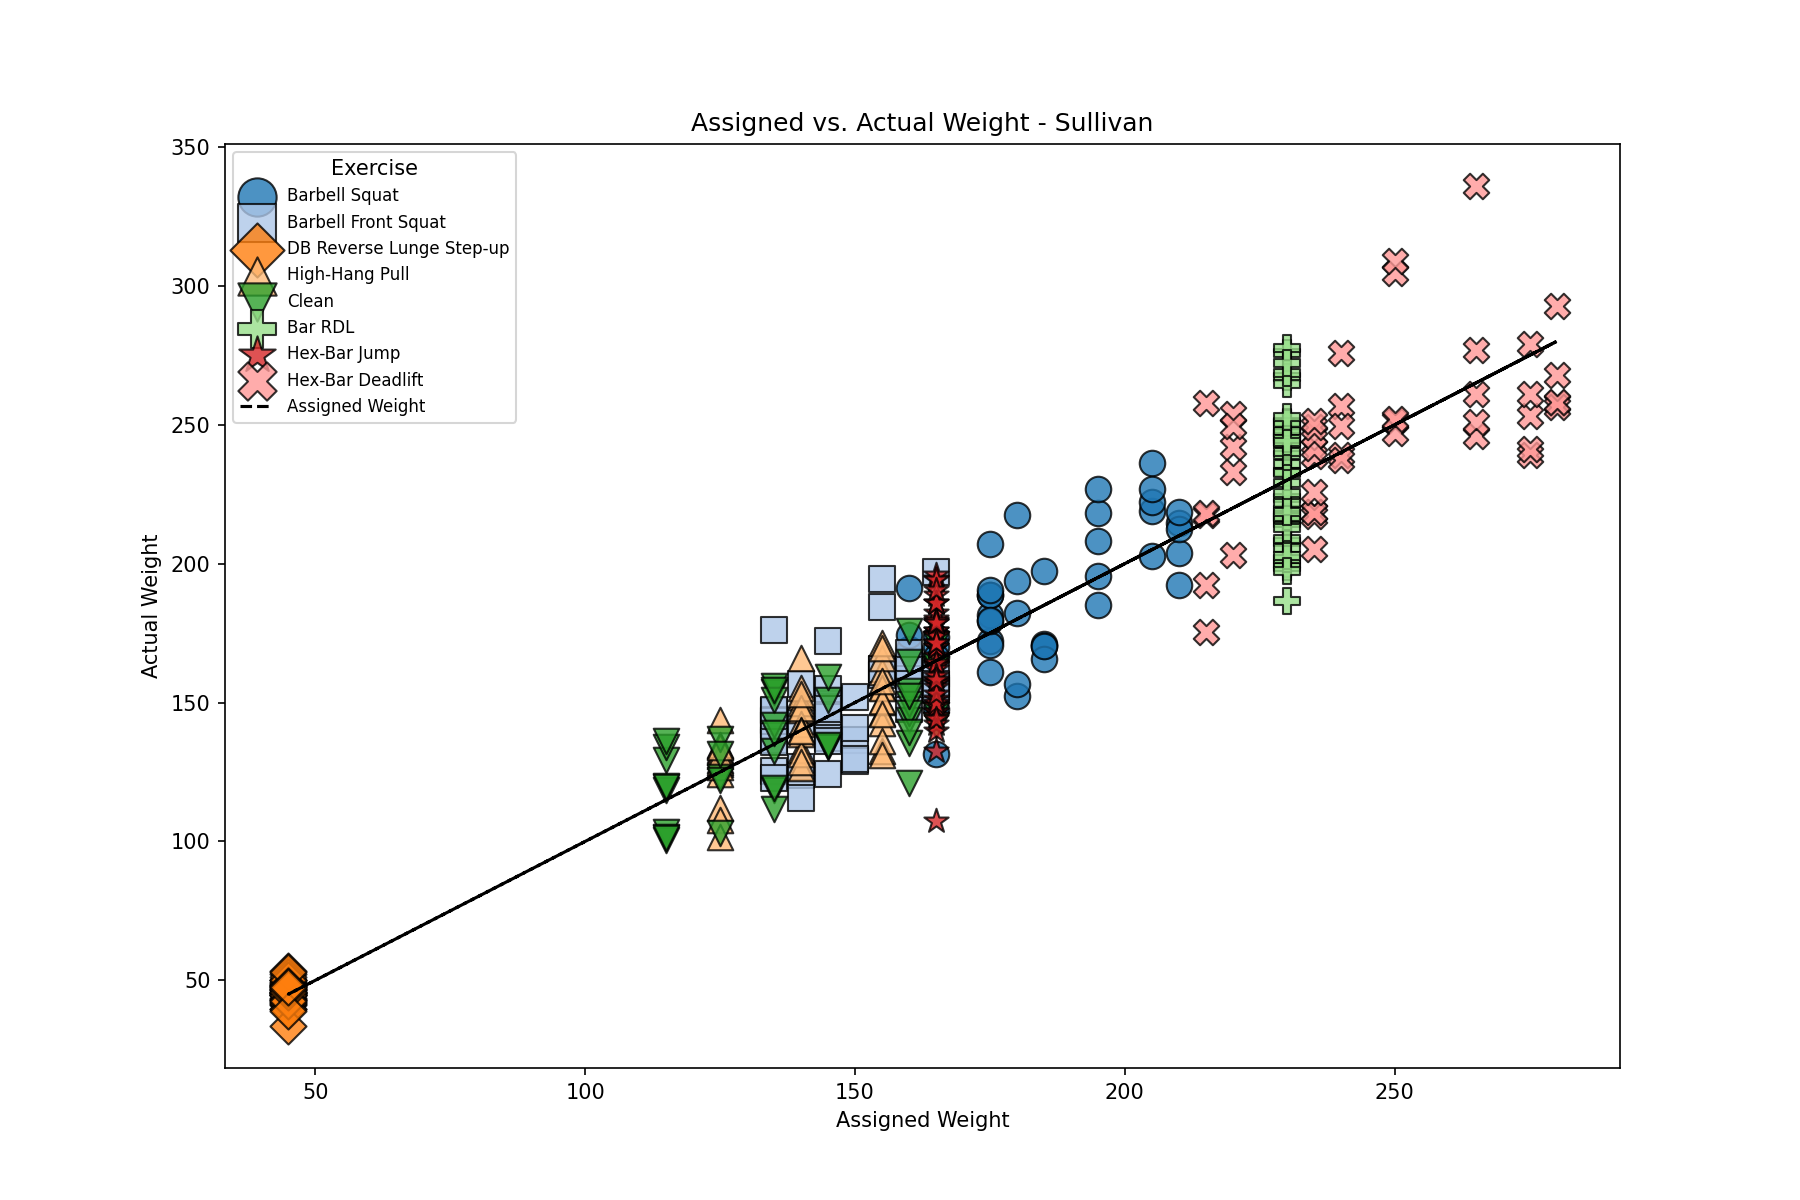 Assigned vs. Actual Weight - Sullivan
350
300
250
200
150
100
50
Actual Weight
Exercise
Barbell Squat
Barbell Front Squat
DB Reverse Lunge Step-up
High-Hang Pull
Clean
Bar RDL
Hex-Bar Jump
Hex-Bar Deadlift
Assigned Weight
50
100
150
200
250
Assigned Weight